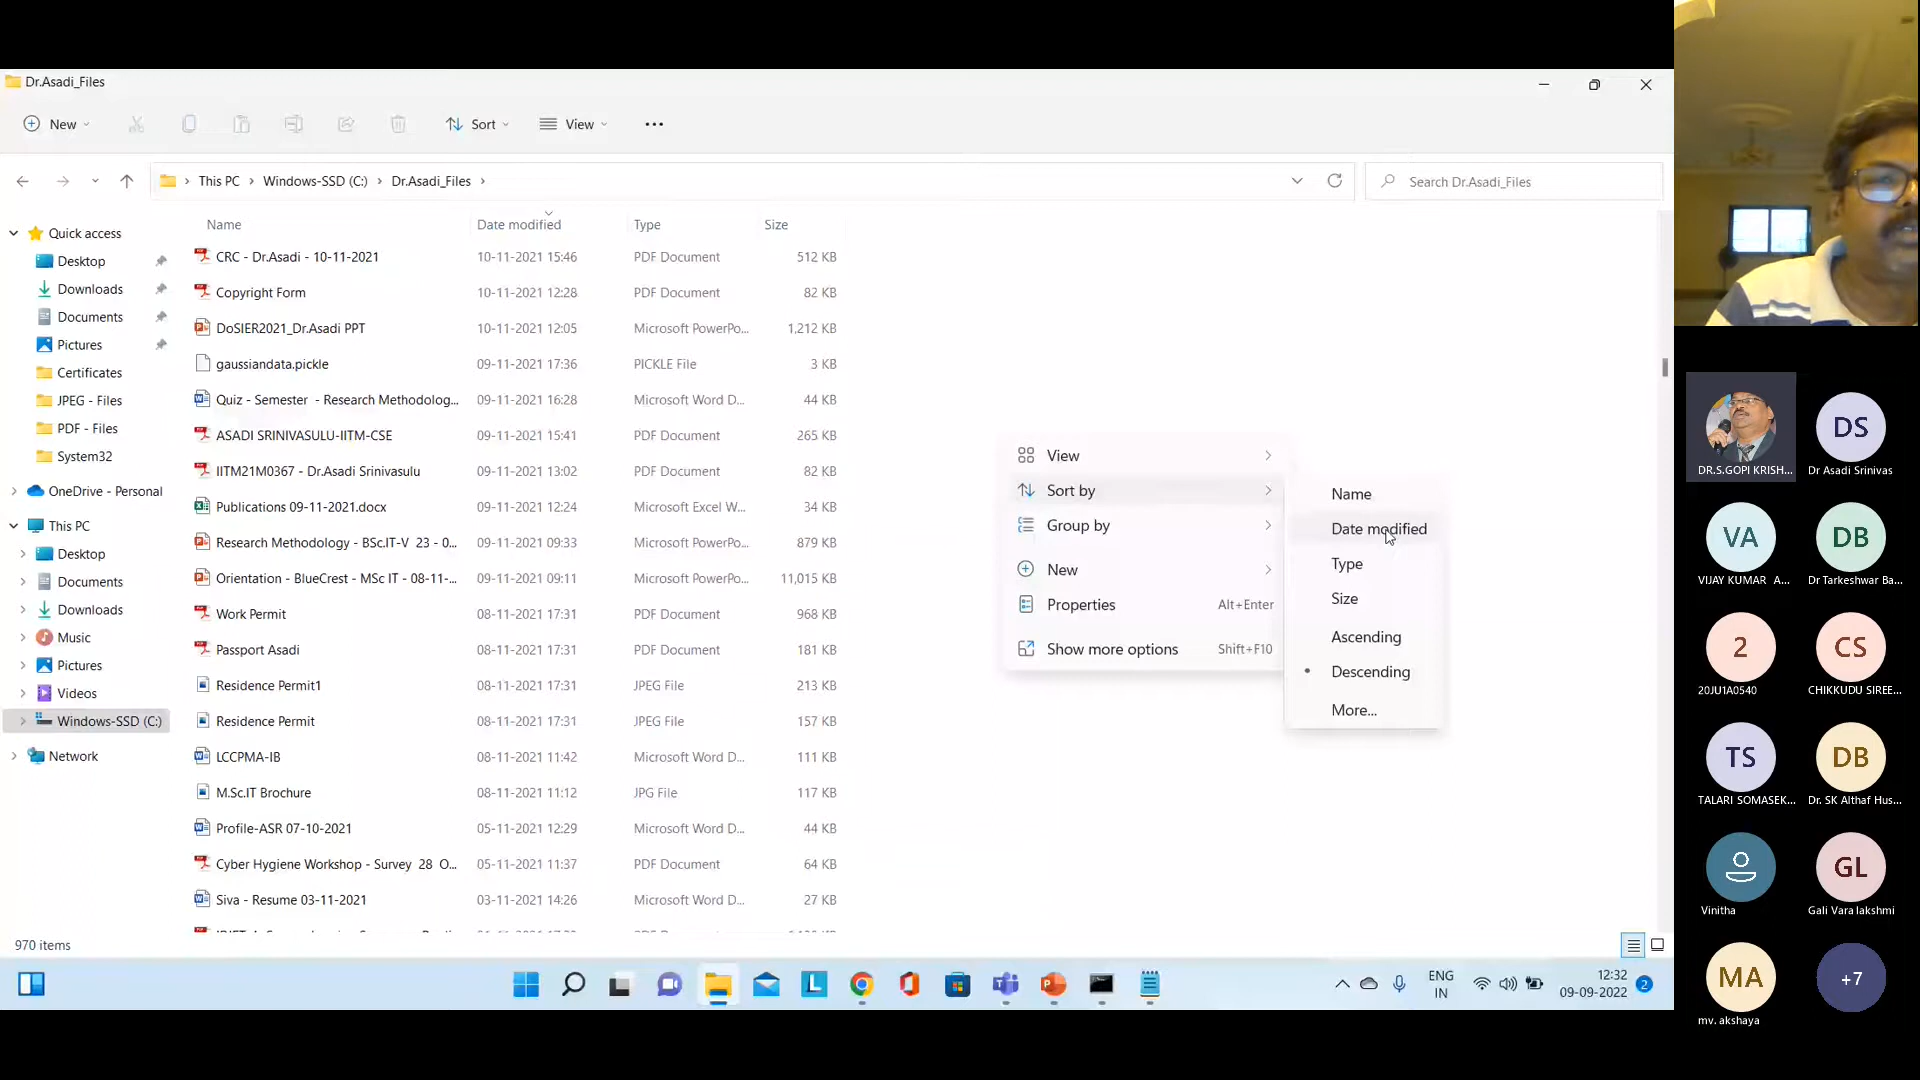 Dr.Asadi_Files
New
Sort
View
This PC
Windows-SSD (C:)
Dr.Asadi_Files
Search Dr.Asadi_Files
Name Date modified Type Size
Quick access
Desktop
Downloads
Documents
Pictures
Certificates
JPEG - Files
PDF - Files
System32
OneDrive - Personal
This PC
Desktop
Documents
Downloads
Music
Pictures
Videos
Windows-SSD (C:)
Network
CRC - Dr.Asadi - 10-11-2021 10-11-2021 15:46 PDF Document 512 KB
Copyright Form 10-11-2021 12:28 PDF Document 82 KB
DoSIER2021_Dr.Asadi PPT 10-11-2021 12:05 Microsoft PowerPo... 1,212 KB
gaussiandata.pickle 09-11-2021 17:36 PICKLE File 3 KB
Quiz - Semester - Research Methodolog... 09-11-2021 16:28 Microsoft Word D... 44 KB
ASADI SRINIVASULU-IITM-CSE 09-11-2021 15:41 PDF Document 265 KB
IITM21M0367 - Dr.Asadi Srinivasulu 09-11-2021 13:02 PDF Document 82 KB
Publications 09-11-2021.docx 09-11-2021 12:24 Microsoft Excel W... 34 KB
Research Methodology - BSc.IT-V 23 - 0... 09-11-2021 09:33 Microsoft PowerPo... 879 KB
Orientation - BlueCrest - MSc IT - 08-11-... 09-11-2021 09:11 Microsoft PowerPo... 11,015 KB
Work Permit 08-11-2021 17:31 PDF Document 968 KB
Passport Asadi 08-11-2021 17:31 PDF Document 181 KB
Residence Permit1 08-11-2021 17:31 JPEG File 213 KB
Residence Permit 08-11-2021 17:31 JPEG File 157 KB
LCCPMA-IB 08-11-2021 11:42 Microsoft Word D... 111 KB
M.Sc.IT Brochure 08-11-2021 11:12 JPG File 117 KB
Profile-ASR 07-10-2021 05-11-2021 12:29 Microsoft Word D... 44 KB
Cyber Hygiene Workshop - Survey 28 O... 05-11-2021 11:37 PDF Document 64 KB
Siva - Resume 03-11-2021 03-11-2021 14:26 Microsoft Word D... 27 KB
View
Sort by
Group by
New
Properties Alt+Enter
Show more options Shift+F10
Name
Date modified
Type
Size
Ascending
Descending
More...
970 items
ENG
IN
12:32
09-09-2022
2
DR.S.GOPI KRISH...
DS
Dr Asadi Srinivas
VA
VIJAY KUMAR A...
DB
Dr Tarkeshwar Ba...
2
20JU1A0540
CS
CHIKKUDU SIREE...
TS
TALARI SOMASEK...
DB
Dr. SK Althaf Hus...
Vinitha
GL
Gali Vara lakshmi
MA
mv. akshaya
+7